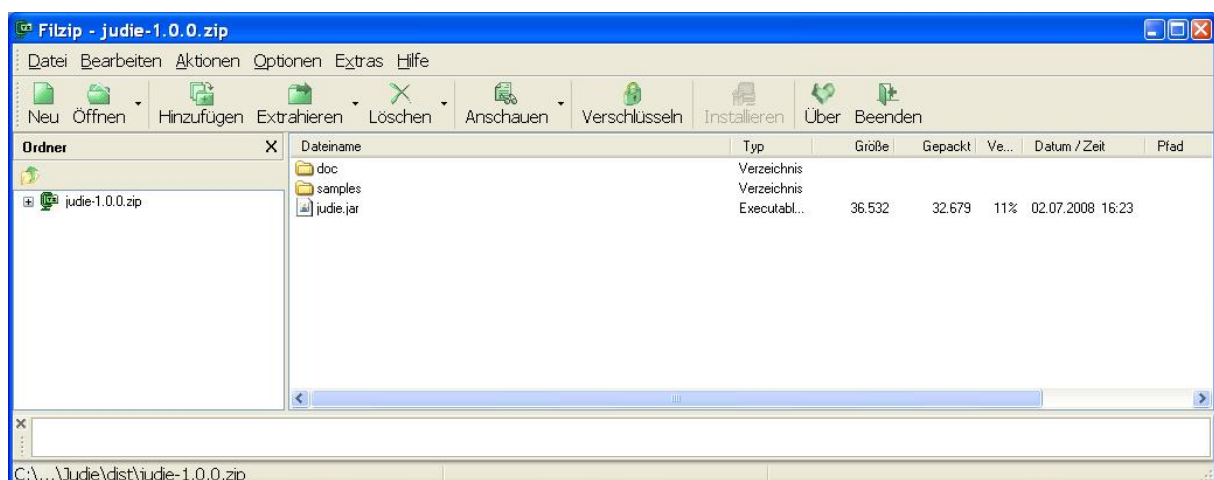 Filzip - judie-1.0.0.zip
Datei Bearbeiten Aktionen Optionen Extras Hilfe
Neu Öffnen Hinzufügen Extrahieren Löschen Anschauen Verschlüsseln Installieren Über Beenden
Ordner Dateiname Typ Größe Gepackt Ve... Datum / Zeit Pfad
doc Verzeichnis
samples Verzeichnis
judie-1.0.0.zip judie.jar Executabl... 36.532 32.679 11% 02.07.2008 16:23
C:\...\Judie\dist\judie-1.0.0.zip